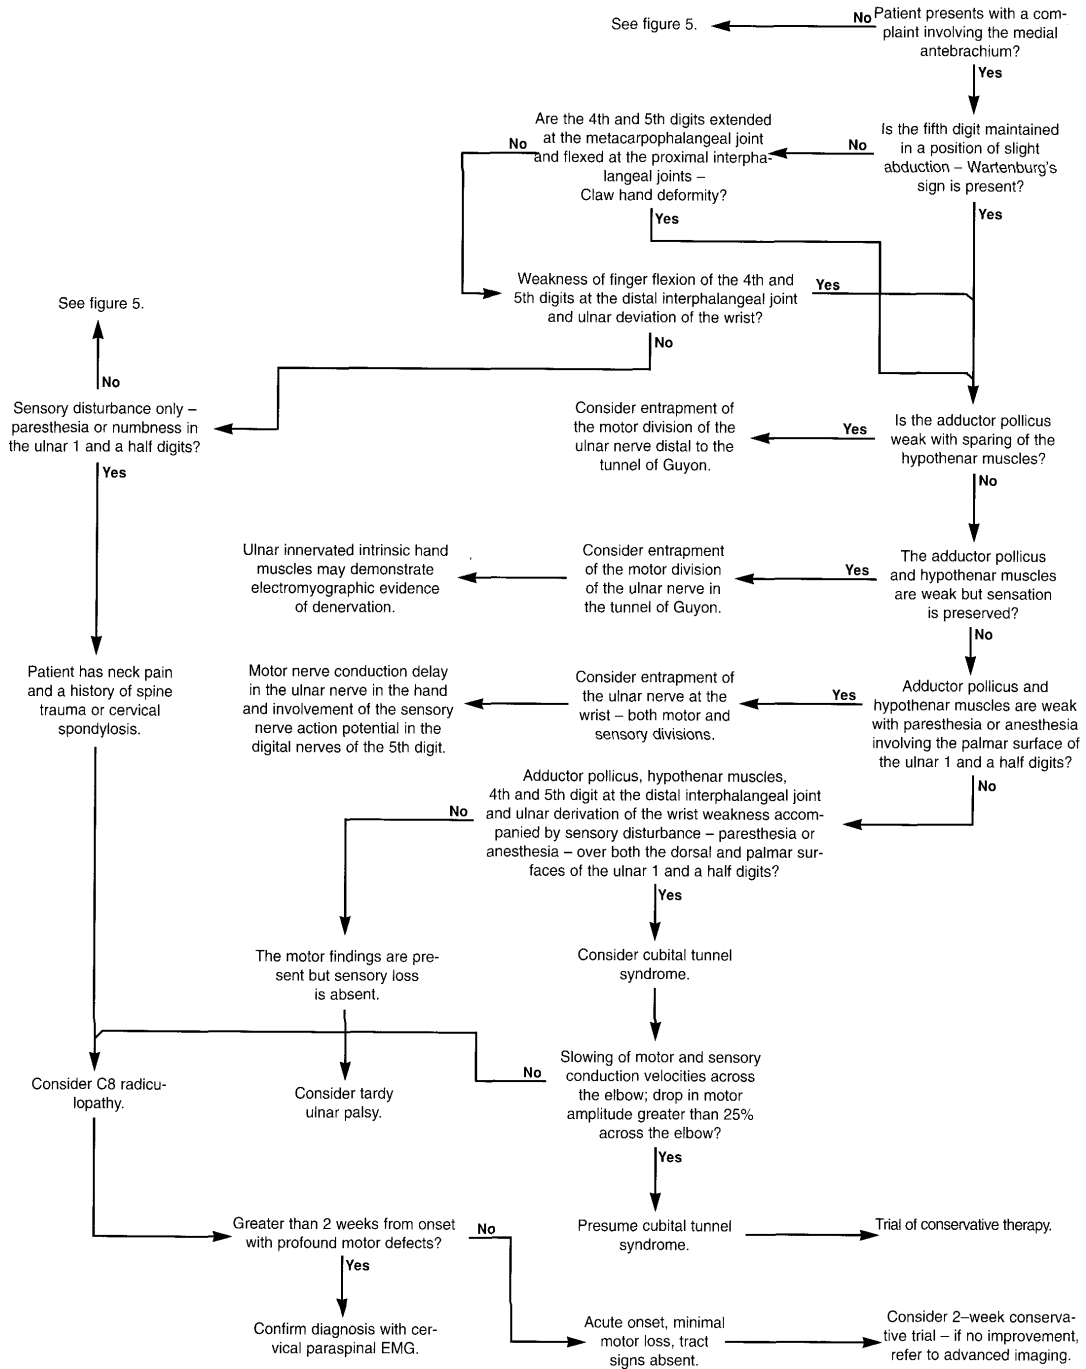 See figure 5.
No
Patient presents with a com-
plaint involving the medial
antebrachium?
Yes
Are the 4th and 5th digits extended
at the metacarpophalangeal joint
and flexed at the proximal interpha-
langeal joints –
Claw hand deformity?
No
No
Is the fifth digit maintained
in a position of slight
abduction – Wartenburg's
sign is present?
Yes
Yes
Weakness of finger flexion of the 4th and
5th digits at the distal interphalangeal joint
and ulnar deviation of the wrist?
Yes
No
See figure 5.
No
Sensory disturbance only –
paresthesia or numbness in
the ulnar 1 and a half digits?
Yes
Consider entrapment of
the motor division of the
ulnar nerve distal to the
tunnel of Guyon.
Yes
Is the adductor pollicus
weak with sparing of the
hypothenar muscles?
No
Ulnar innervated intrinsic hand
muscles may demonstrate
electromyographic evidence
of denervation.
Consider entrapment
of the motor division
of the ulnar nerve in
the tunnel of Guyon.
Yes
The adductor pollicus
and hypothenar muscles
are weak but sensation
is preserved?
No
Patient has neck pain
and a history of spine
trauma or cervical
spondylosis.
Motor nerve conduction delay
in the ulnar nerve in the hand
and involvement of the sensory
nerve action potential in the
digital nerves of the 5th digit.
Consider entrapment of
the ulnar nerve at the
wrist – both motor and
sensory divisions.
Yes
Adductor pollicus and
hypothenar muscles are weak
with paresthesia or anesthesia
involving the palmar surface of
the ulnar 1 and a half digits?
No
Adductor pollicus, hypothenar muscles,
4th and 5th digit at the distal interphalangeal joint
and ulnar derivation of the wrist weakness accom-
panied by sensory disturbance – paresthesia or
anesthesia – over both the dorsal and palmar sur-
faces of the ulnar 1 and a half digits?
No
Yes
The motor findings are pre-
sent but sensory loss
is absent.
Consider cubital tunnel
syndrome.
Consider C8 radicu-
lopathy.
Consider tardy
ulnar palsy.
No
Slowing of motor and sensory
conduction velocities across
the elbow; drop in motor
amplitude greater than 25%
across the elbow?
Yes
Greater than 2 weeks from onset
with profound motor defects?
No
Yes
Presume cubital tunnel
syndrome.
Trial of conservative therapy.
Confirm diagnosis with cer-
vical paraspinal EMG.
Acute onset, minimal
motor loss, tract
signs absent.
Consider 2–week conserva-
tive trial – if no improvement,
refer to advanced imaging.